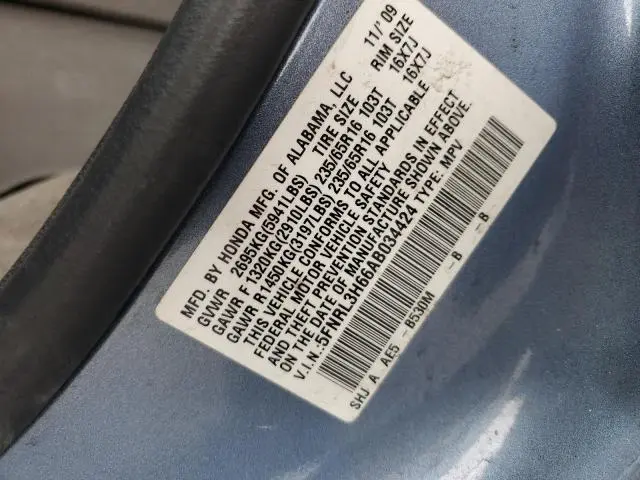 MFD. BY HONDA MFG. OF ALABAMA, LLC 11/'09
GVWR 2695KG(5941LBS) TIRE SIZE RIM SIZE
GAWR F 1320KG(2910LBS) 235/65R16 103T 16X7J
GAWR R 1450KG(3197LBS) 235/65R16 103T 16X7J
THIS VEHICLE CONFORMS TO ALL APPLICABLE
FEDERAL MOTOR VEHICLE SAFETY
AND THEFT PREVENTION STANDARDS IN EFFECT
ON THE DATE OF MANUFACTURE SHOWN ABOVE.
V.I.N.:5FNRL3H66AB034424 TYPE: MPV
SHJ A AE5 -B530M -B -B